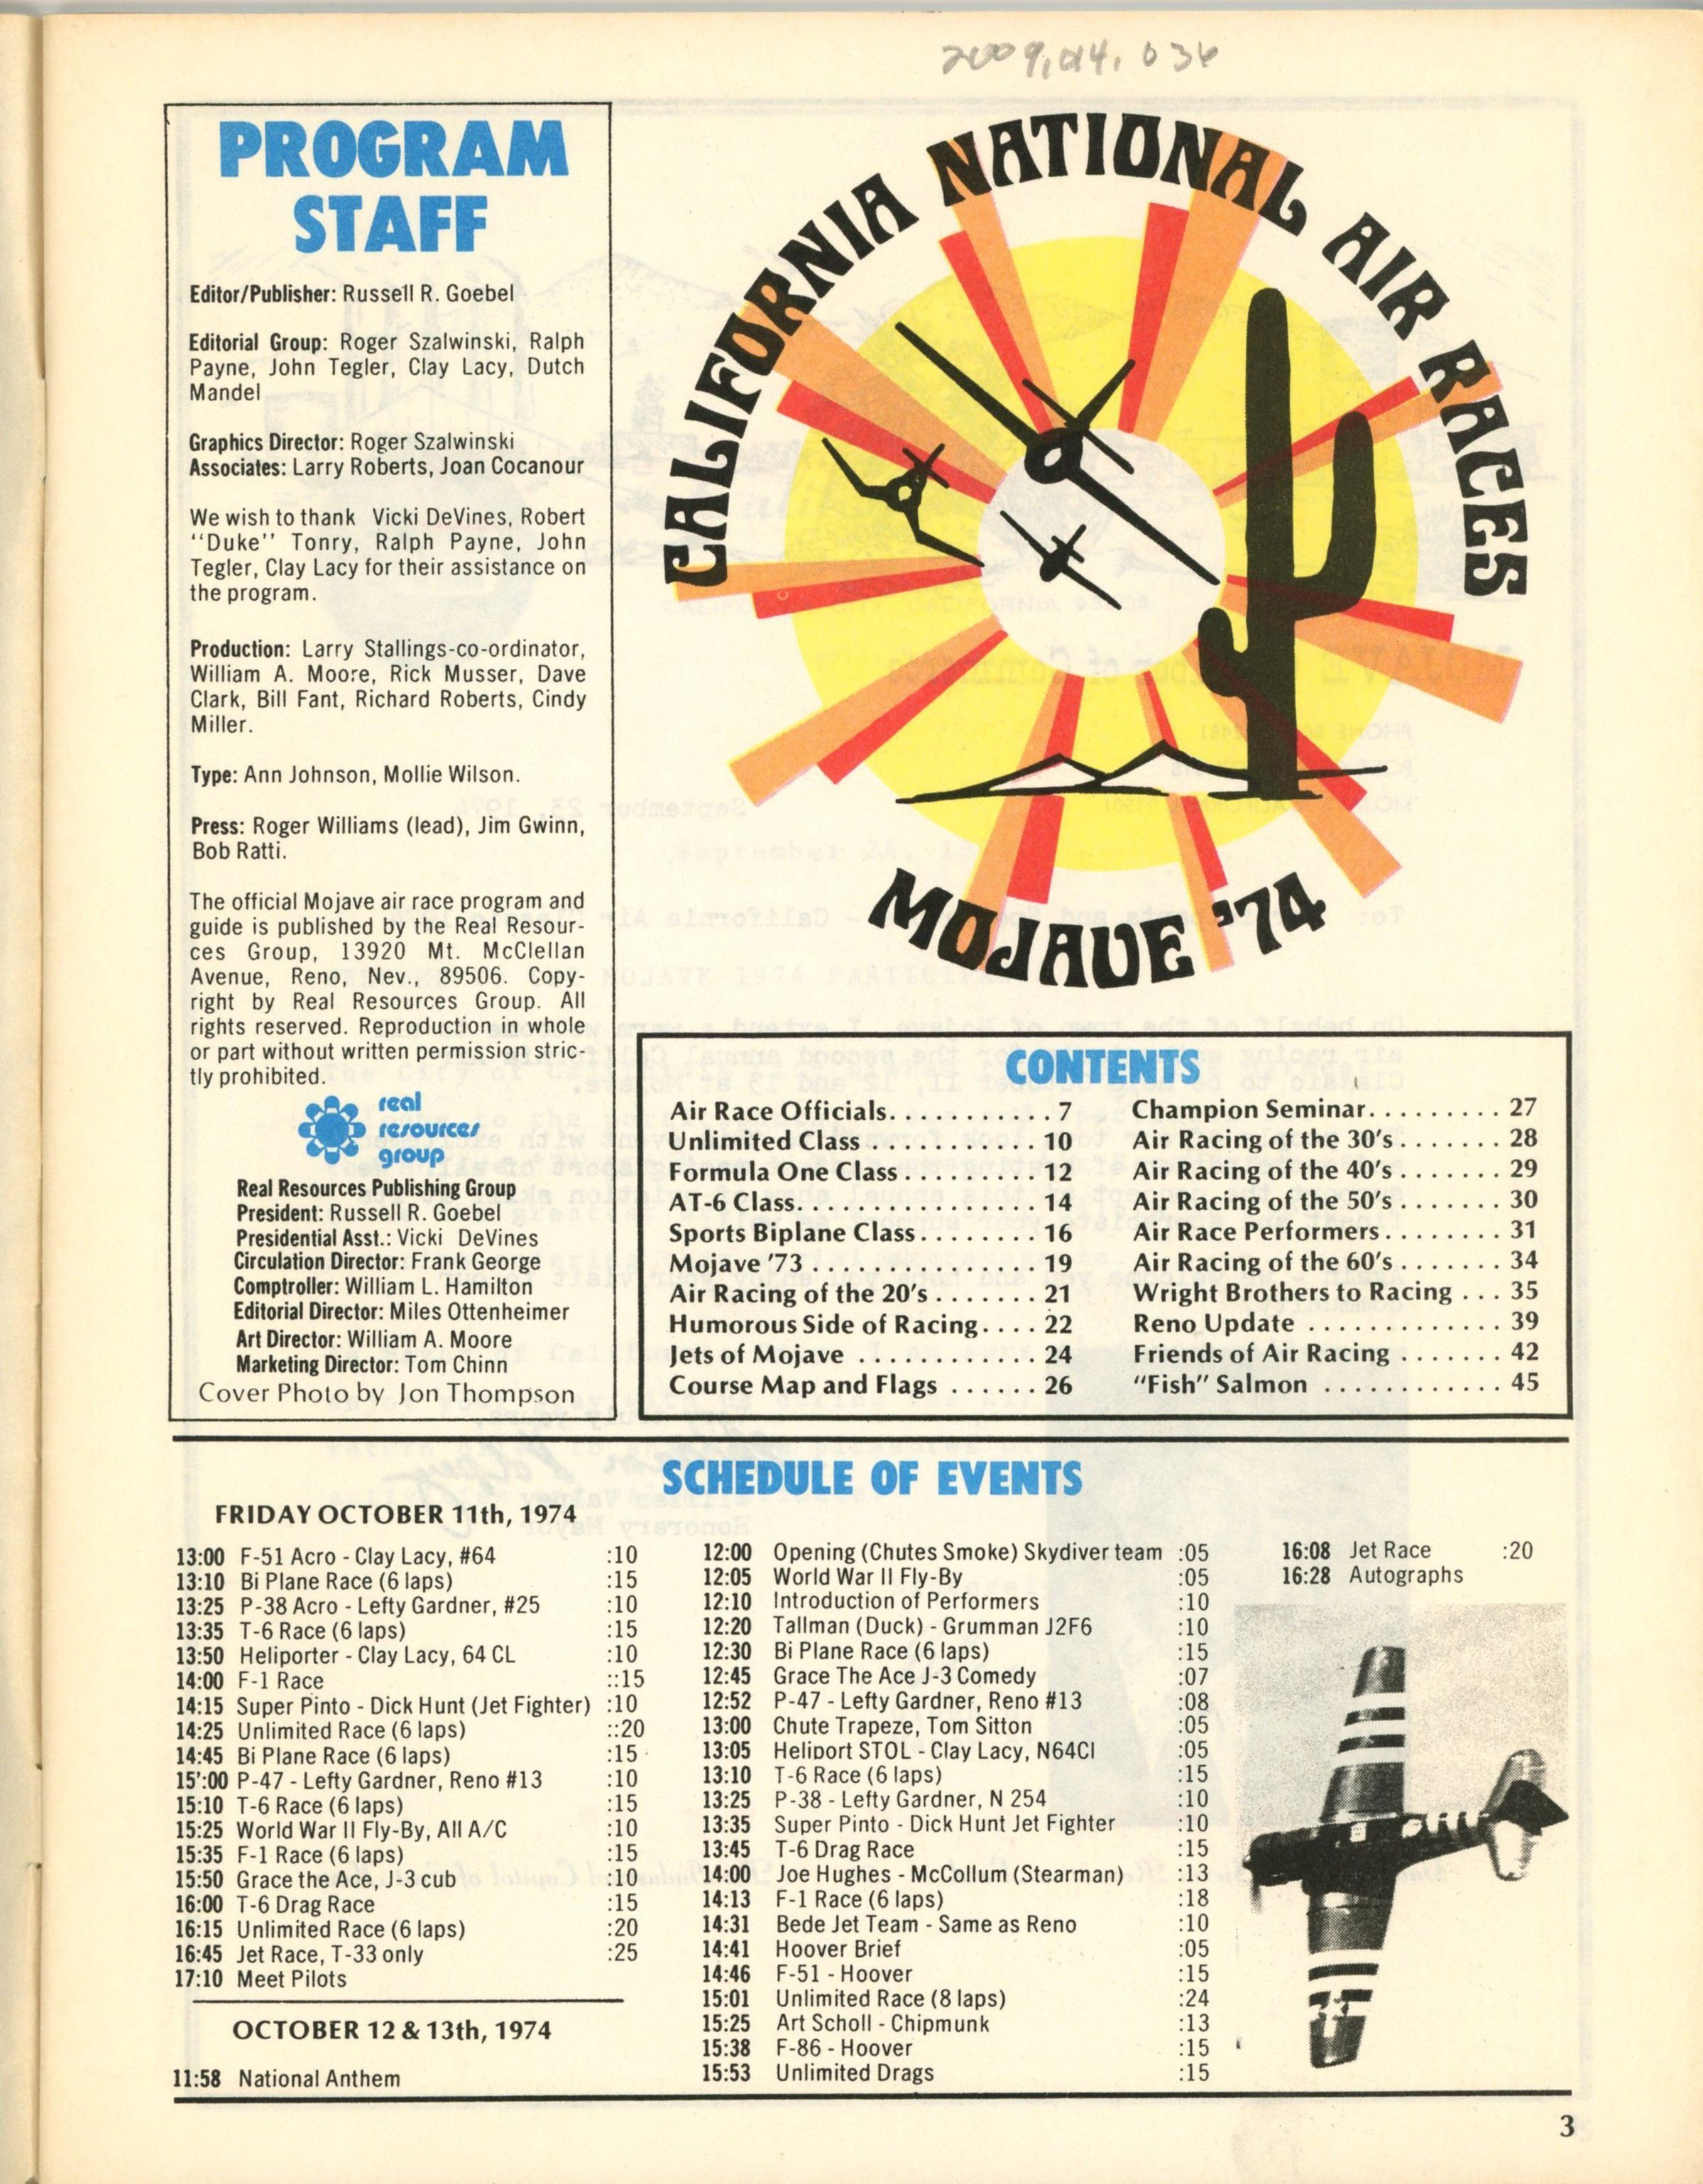 2009.014.036
PROGRAM
STAFF
Editor/Publisher: Russell R. Goebel
Editorial Group: Roger Szalwinski, Ralph
Payne, John Tegler, Clay Lacy, Dutch
Mandel
Graphics Director: Roger Szalwinski
Associates: Larry Roberts, Joan Cocanour
We wish to thank Vicki DeVines, Robert
"Duke" Tonry, Ralph Payne, John
Tegler, Clay Lacy for their assistance on
the program.
Production: Larry Stallings-co-ordinator,
William A. Moore, Rick Musser, Dave
Clark, Bill Fant, Richard Roberts, Cindy
Miller.
Type: Ann Johnson, Mollie Wilson.
Press: Roger Williams (lead), Jim Gwinn,
Bob Ratti.
The official Mojave air race program and
guide is published by the Real Resour-
ces Group, 13920 Mt. McClellan
Avenue, Reno, Nev., 89506. Copy-
right by Real Resources Group. All
rights reserved. Reproduction in whole
or part without written permission stric-
tly prohibited.
real
resources
group
Real Resources Publishing Group
President: Russell R. Goebel
Presidential Asst.: Vicki DeVines
Circulation Director: Frank George
Comptroller: William L. Hamilton
Editorial Director: Miles Ottenheimer
Art Director: William A. Moore
Marketing Director: Tom Chinn
Cover Photo by Jon Thompson
CALIFORNIA NATIONAL AIR RACES
MOJAVE '74
CONTENTS
Air Race Officials. . . . . . . . . . . 7
Unlimited Class . . . . . . . . . . . 10
Formula One Class . . . . . . . . . 12
AT-6 Class. . . . . . . . . . . . . . . . 14
Sports Biplane Class . . . . . . . . 16
Mojave '73 . . . . . . . . . . . . . . . 19
Air Racing of the 20's . . . . . . . 21
Humorous Side of Racing. . . . 22
Jets of Mojave . . . . . . . . . . . . 24
Course Map and Flags . . . . . . 26
Champion Seminar. . . . . . . . . 27
Air Racing of the 30's . . . . . . . 28
Air Racing of the 40's . . . . . . . 29
Air Racing of the 50's . . . . . . . 30
Air Race Performers. . . . . . . . 31
Air Racing of the 60's . . . . . . . 34
Wright Brothers to Racing . . . 35
Reno Update . . . . . . . . . . . . . 39
Friends of Air Racing . . . . . . . 42
"Fish" Salmon . . . . . . . . . . . . 45
SCHEDULE OF EVENTS
FRIDAY OCTOBER 11th, 1974
13:00 F-51 Acro - Clay Lacy, #64 :10
13:10 Bi Plane Race (6 laps) :15
13:25 P-38 Acro - Lefty Gardner, #25 :10
13:35 T-6 Race (6 laps) :15
13:50 Heliporter - Clay Lacy, 64 CL :10
14:00 F-1 Race ::15
14:15 Super Pinto - Dick Hunt (Jet Fighter) :10
14:25 Unlimited Race (6 laps) ::20
14:45 Bi Plane Race (6 laps) :15
15':00 P-47 - Lefty Gardner, Reno #13 :10
15:10 T-6 Race (6 laps) :15
15:25 World War II Fly-By, All A/C :10
15:35 F-1 Race (6 laps) :15
15:50 Grace the Ace, J-3 cub :10
16:00 T-6 Drag Race :15
16:15 Unlimited Race (6 laps) :20
16:45 Jet Race, T-33 only :25
17:10 Meet Pilots
OCTOBER 12 & 13th, 1974
11:58 National Anthem
12:00 Opening (Chutes Smoke) Skydiver team :05
12:05 World War II Fly-By :05
12:10 Introduction of Performers :10
12:20 Tallman (Duck) - Grumman J2F6 :10
12:30 Bi Plane Race (6 laps) :15
12:45 Grace The Ace J-3 Comedy :07
12:52 P-47 - Lefty Gardner, Reno #13 :08
13:00 Chute Trapeze, Tom Sitton :05
13:05 Heliport STOL - Clay Lacy, N64Cl :05
13:10 T-6 Race (6 laps) :15
13:25 P-38 - Lefty Gardner, N 254 :10
13:35 Super Pinto - Dick Hunt Jet Fighter :10
13:45 T-6 Drag Race :15
14:00 Joe Hughes - McCollum (Stearman) :13
14:13 F-1 Race (6 laps) :18
14:31 Bede Jet Team - Same as Reno :10
14:41 Hoover Brief :05
14:46 F-51 - Hoover :15
15:01 Unlimited Race (8 laps) :24
15:25 Art Scholl - Chipmunk :13
15:38 F-86 - Hoover :15
15:53 Unlimited Drags :15
16:08 Jet Race :20
16:28 Autographs
3